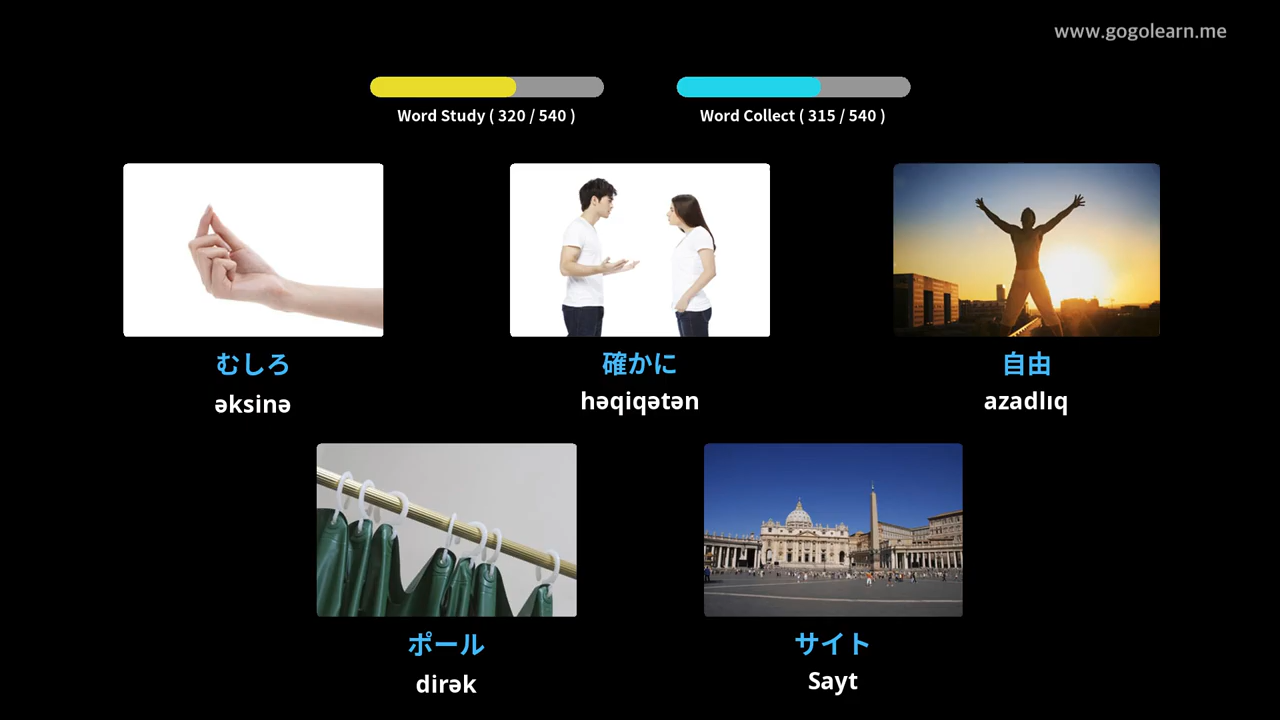 www.gogolearn.me
Word Study ( 320 / 540 )
Word Collect ( 315 / 540 )
むしろ
əksinə
確かに
həqiqətən
自由
azadlıq
ポール
dirək
サイト
Sayt